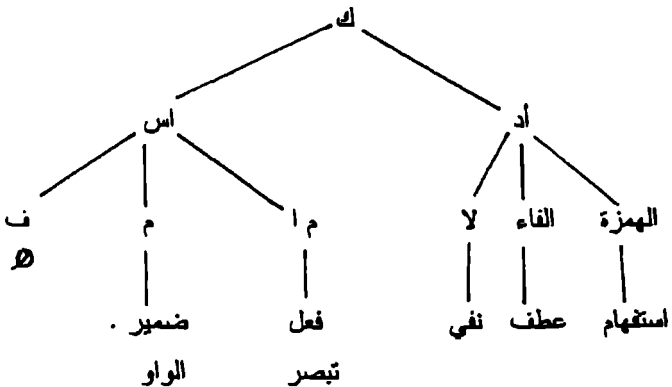 ك
أد اس
الهمزة الفاء لا م ا م ف
Ø
استفهام عطف نفي فعل ضمير .
تبصر الواو